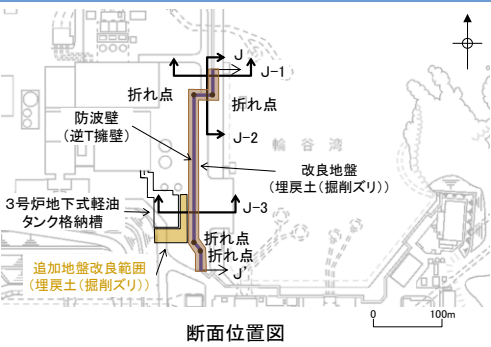 J
J-1
折れ点
折れ点
防波壁
(逆T擁壁)
J-2
輪谷湾
改良地盤
(埋戻土(掘削ズリ))
3号炉地下式軽油
タンク格納槽
J-3
折れ点
折れ点
J'
追加地盤改良範囲
(埋戻土(掘削ズリ))
0
100m
断面位置図